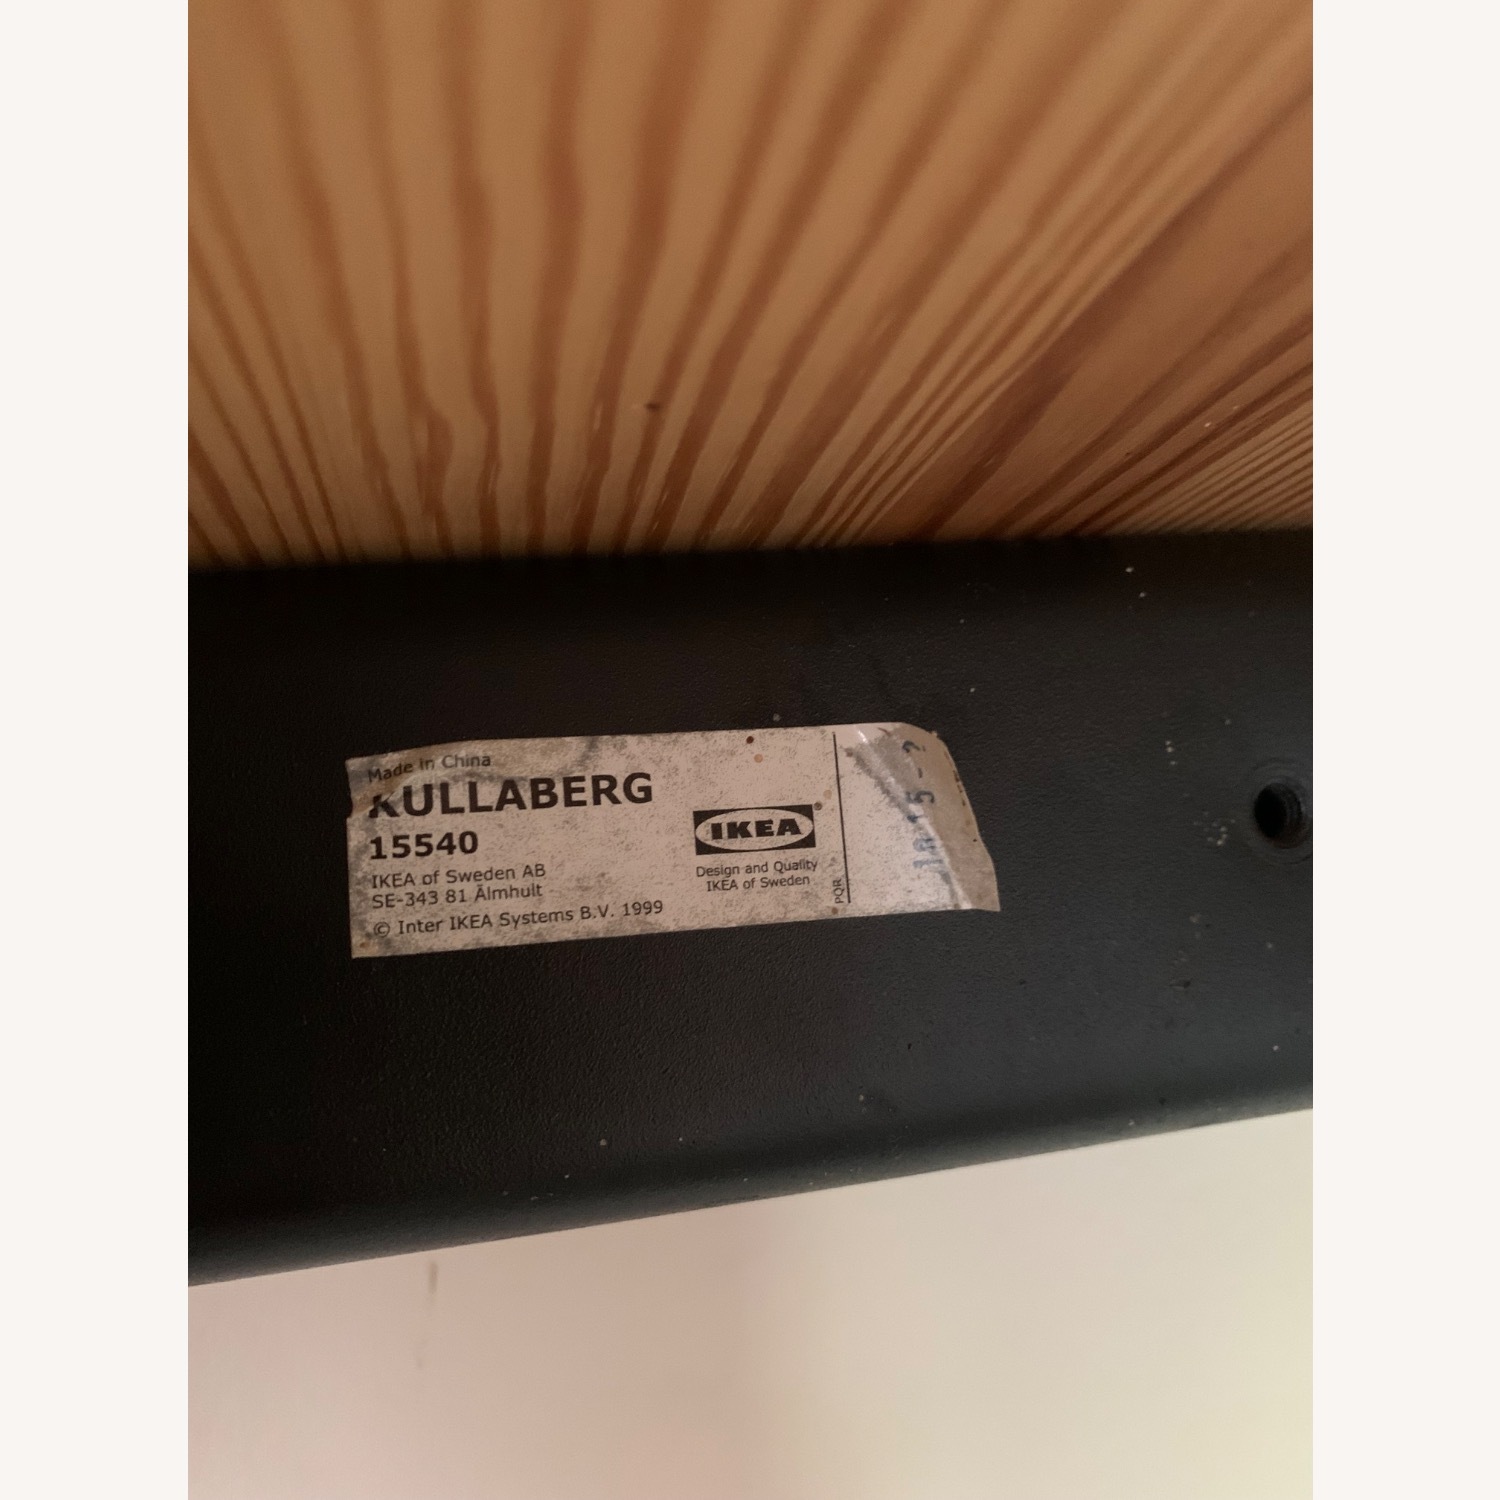 Made in China
KULLABERG
15540
IKEA of Sweden AB
SE-343 81 Älmhult
© Inter IKEA Systems B.V. 1999
IKEA
Design and Quality
IKEA of Sweden
PQR